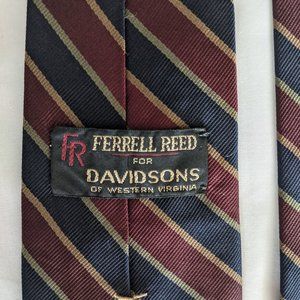 FR FERRELL REED
FOR
DAVIDSONS
OF WESTERN VIRGINIA